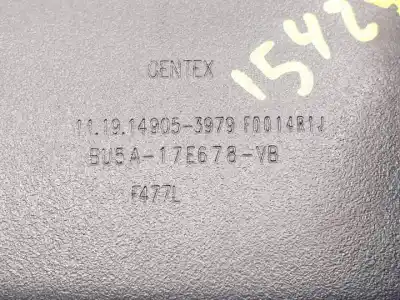 GENTEX
1542
11.19.14905-3979 F0014R1J
BU5A-17E678-VB
F477L